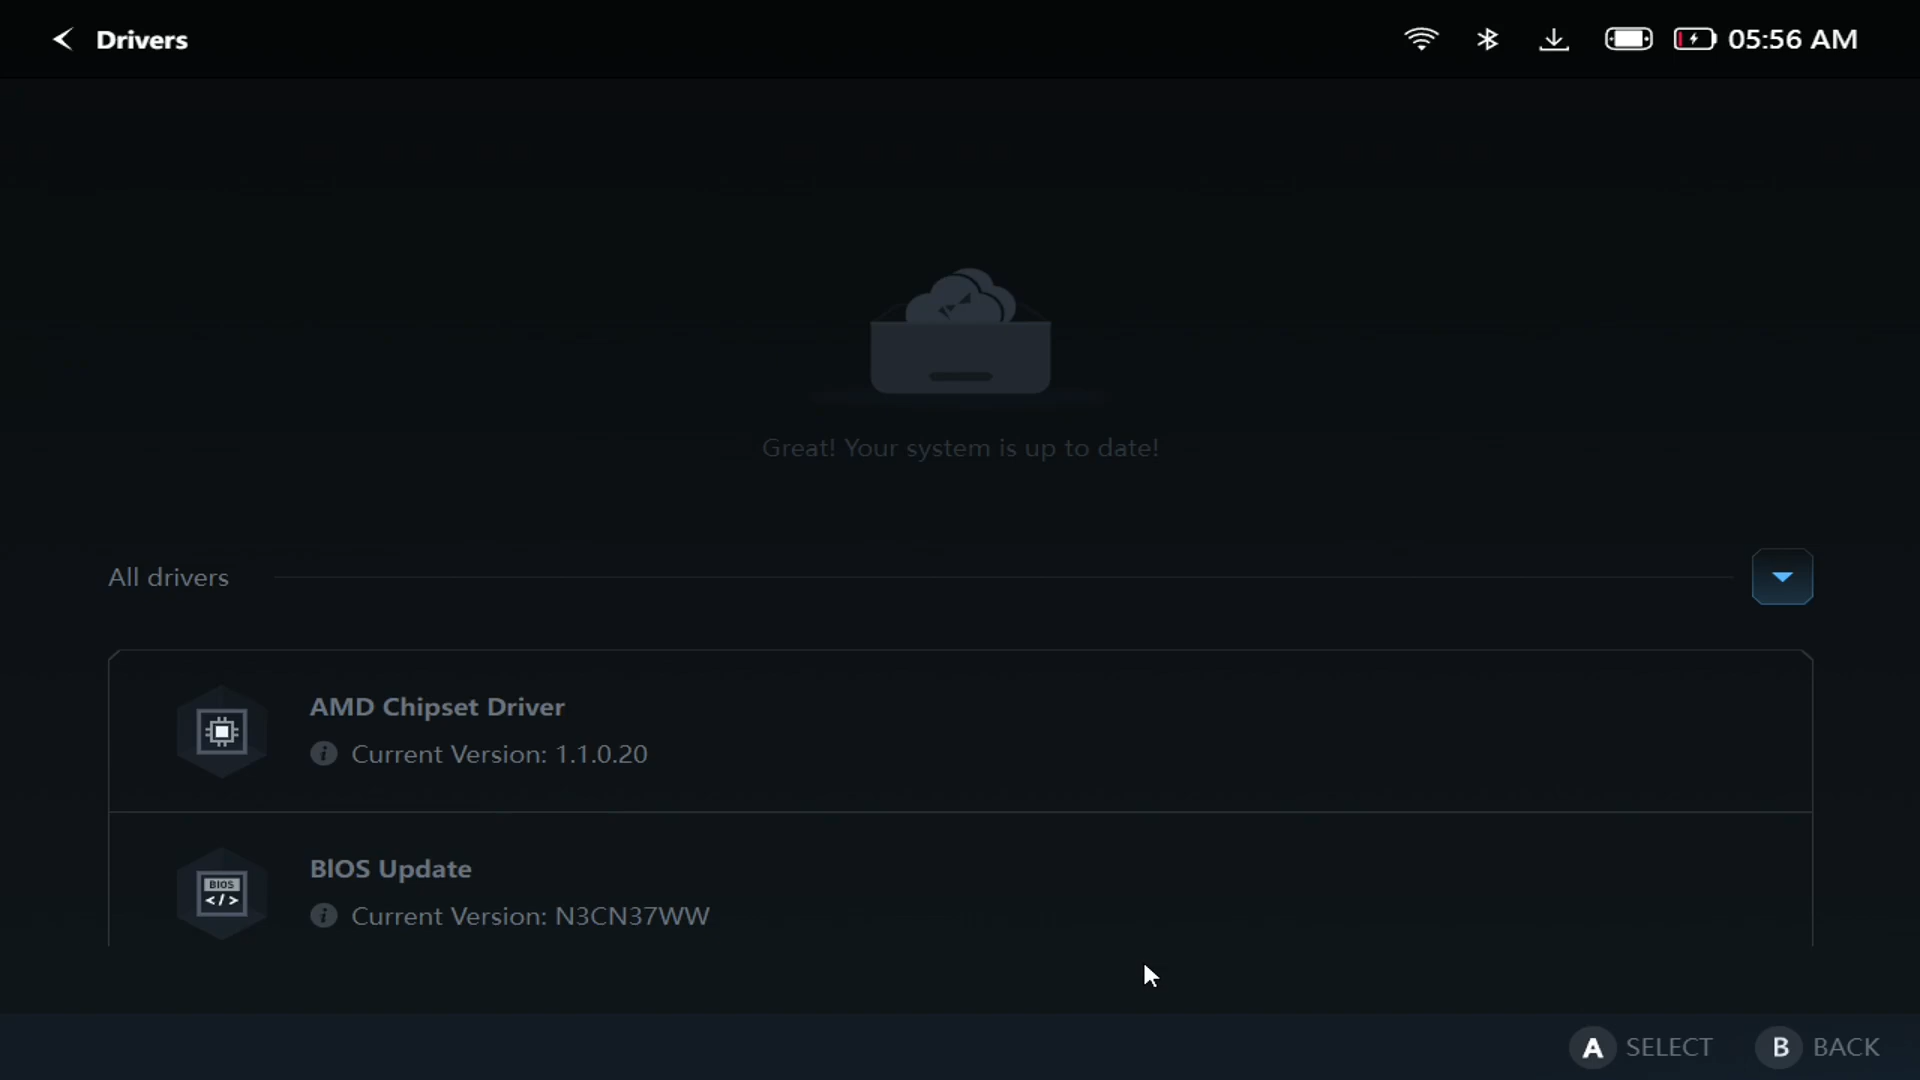 Drivers
05:56 AM
Great! Your system is up to date!
All drivers
AMD Chipset Driver
i Current Version: 1.1.0.20
BIOS
</>
BIOS Update
i Current Version: N3CN37WW
A SELECT B BACK